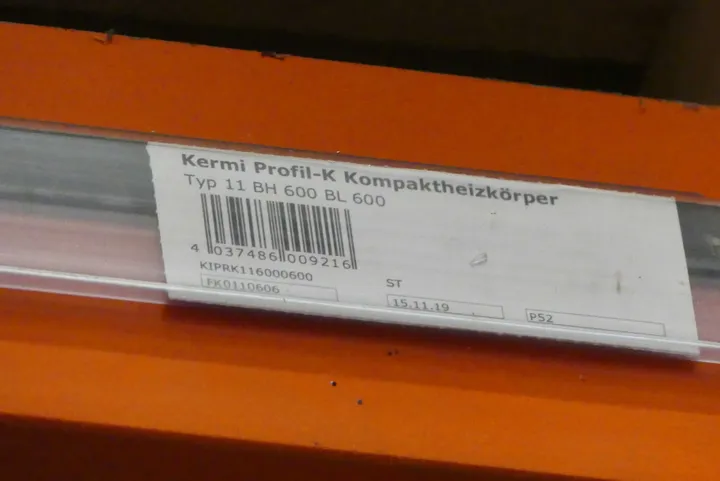 Kermi Profil-K Kompaktheizkörper
Typ 11 BH 600 BL 600
4 037486 009216
KIPRK116000600
ST
FK0110606
15.11.19
P52